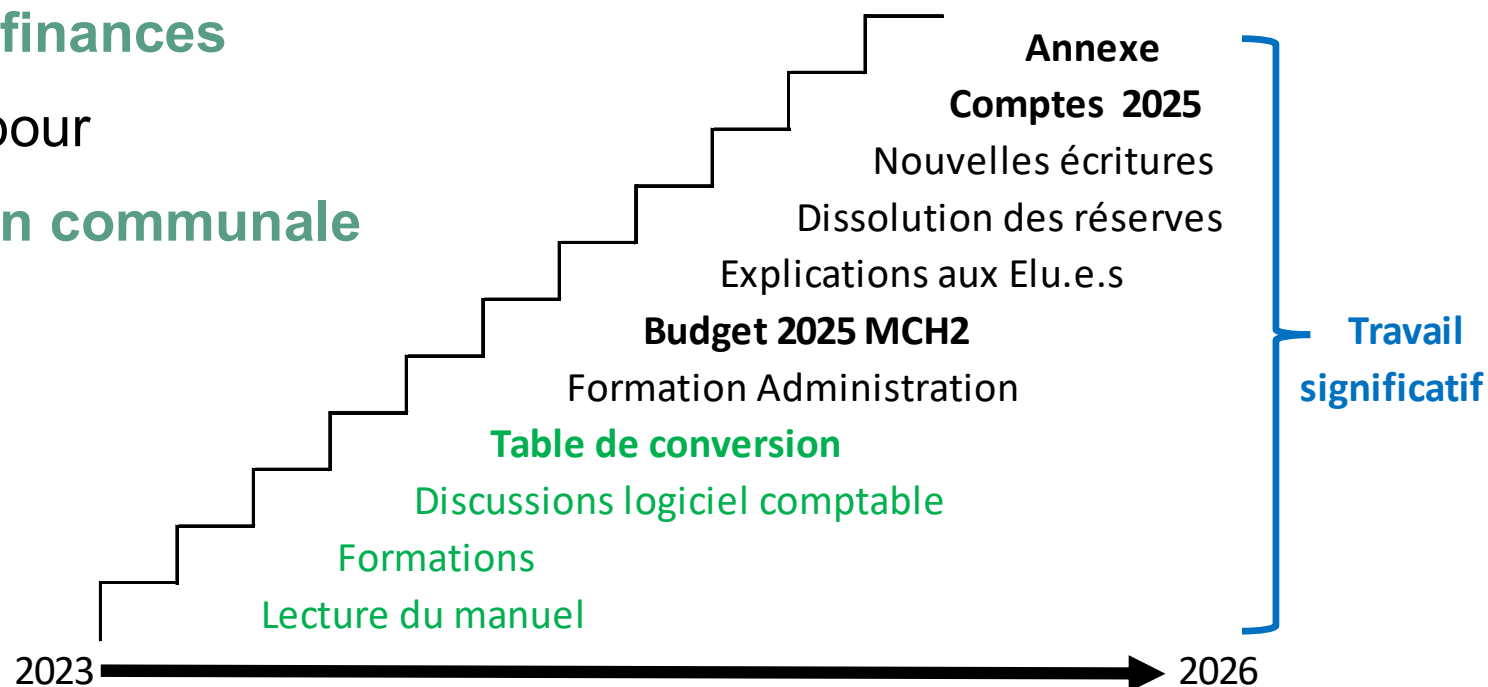 finances
pour
n communale
Annexe
Comptes 2025
Nouvelles écritures
Dissolution des réserves
Explications aux Elu.e.s
Budget 2025 MCH2
Formation Administration
Table de conversion
Discussions logiciel comptable
Formations
Lecture du manuel
Travail
significatif
2023
2026